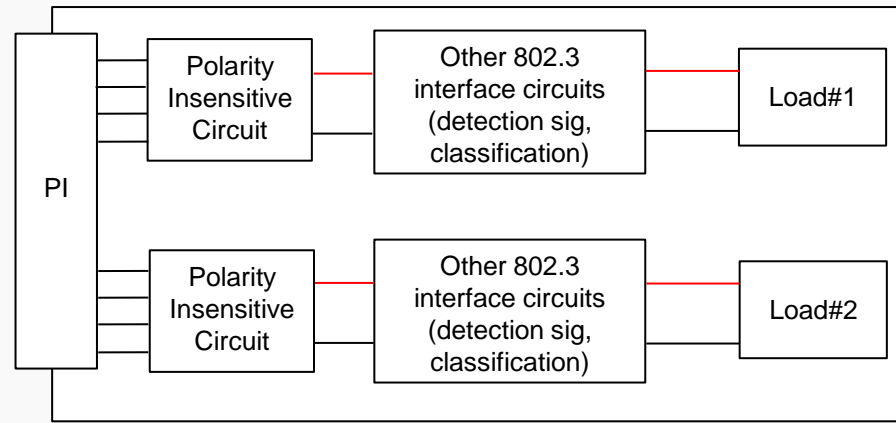 PI
Polarity
Insensitive
Circuit
Other 802.3
interface circuits
(detection sig,
classification)
Load#1
Polarity
Insensitive
Circuit
Other 802.3
interface circuits
(detection sig,
classification)
Load#2